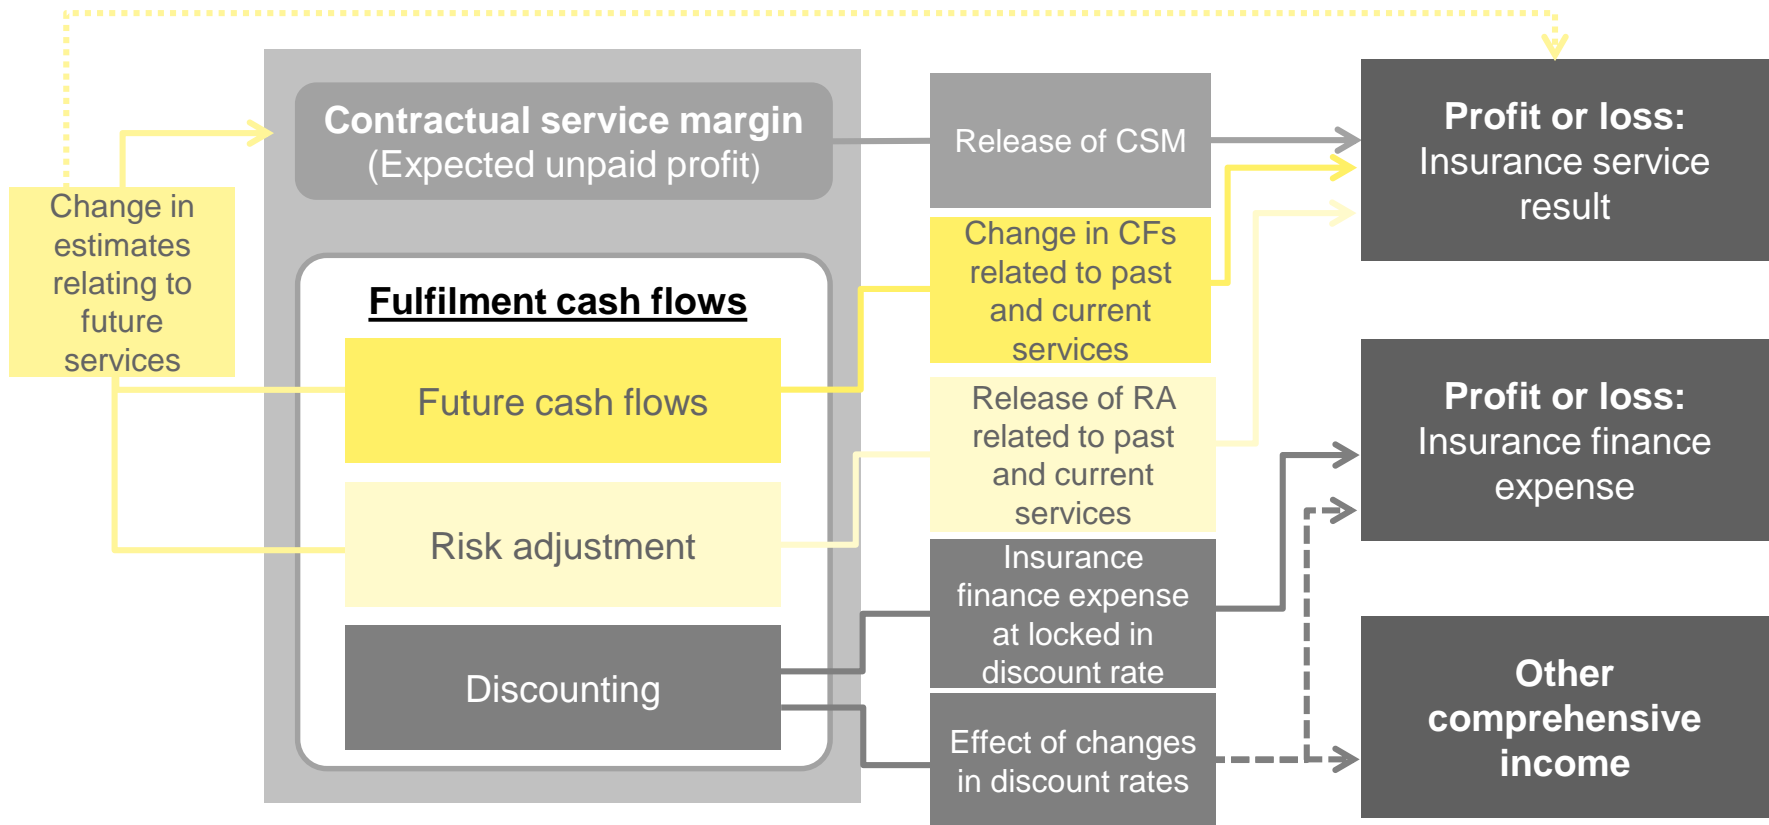 Change in
estimates
relating to
future
services
Contractual service margin
(Expected unpaid profit)
Fulfilment cash flows
Future cash flows
Risk adjustment
Discounting
Release of CSM
Change in CFs
related to past
and current
services
Release of RA
related to past
and current
services
Insurance
finance expense
at locked in
discount rate
Effect of changes
in discount rates
Profit or loss:
Insurance service
result
Profit or loss:
Insurance finance
expense
Other
comprehensive
income